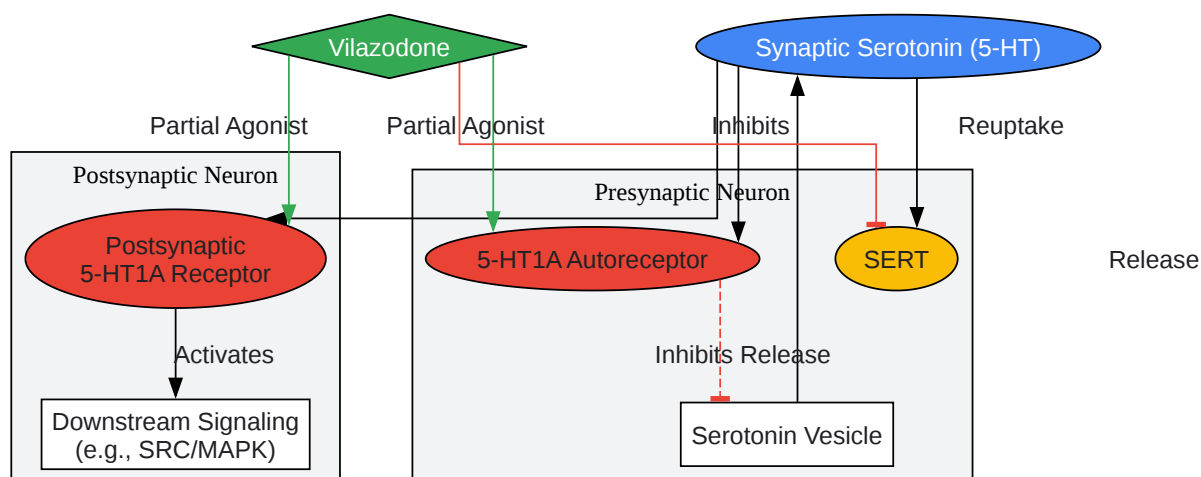 Vilazodone
Synaptic Serotonin (5-HT)
Partial Agonist
Partial Agonist
Inhibits
Reuptake
Postsynaptic Neuron
Presynaptic Neuron
Postsynaptic
5-HT1A Receptor
5-HT1A Autoreceptor
SERT
Release
Activates
Inhibits Release
Downstream Signaling
(e.g., SRC/MAPK)
Serotonin Vesicle